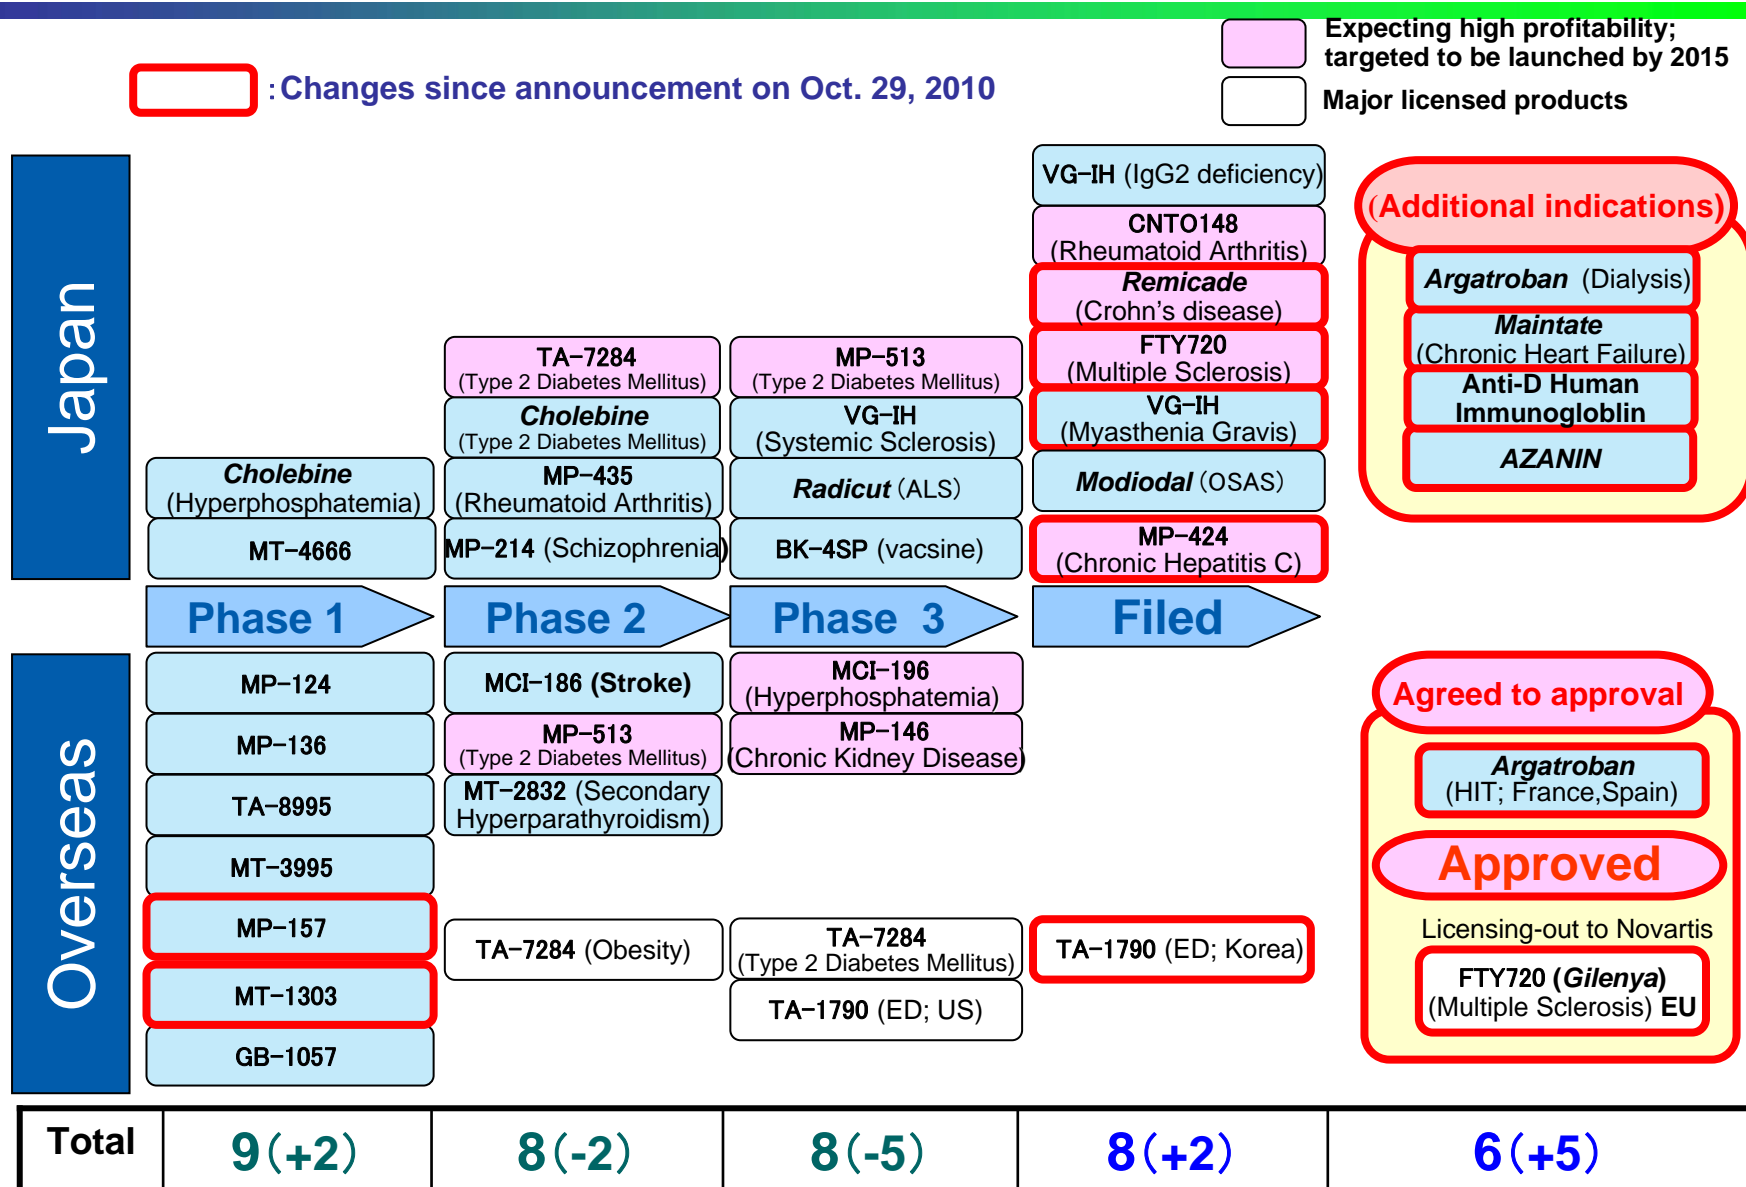 Expecting high profitability;
targeted to be launched by 2015
: Changes since announcement on Oct. 29, 2010
Major licensed products
Japan
Cholebine
(Hyperphosphatemia)
MT-4666
TA-7284
(Type 2 Diabetes Mellitus)
Cholebine
(Type 2 Diabetes Mellitus)
MP-435
(Rheumatoid Arthritis)
MP-214 (Schizophrenia)
MP-513
(Type 2 Diabetes Mellitus)
VG-IH
(Systemic Sclerosis)
Radicut (ALS)
BK-4SP (vacsine)
VG-IH (IgG2 deficiency)
CNTO148
(Rheumatoid Arthritis)
Remicade
(Crohn's disease)
FTY720
(Multiple Sclerosis)
VG-IH
(Myasthenia Gravis)
Modiodal (OSAS)
MP-424
(Chronic Hepatitis C)
(Additional indications)
Argatroban (Dialysis)
Maintate
(Chronic Heart Failure)
Anti-D Human
Immunogloblin
AZANIN
Phase 1
Phase 2
Phase 3
Filed
Overseas
MP-124
MP-136
TA-8995
MT-3995
MP-157
MT-1303
GB-1057
MCI-186 (Stroke)
MP-513
(Type 2 Diabetes Mellitus)
MT-2832 (Secondary
Hyperparathyroidism)
TA-7284 (Obesity)
MCI-196
(Hyperphosphatemia)
MP-146
(Chronic Kidney Disease)
TA-7284
(Type 2 Diabetes Mellitus)
TA-1790 (ED; US)
TA-1790 (ED; Korea)
Agreed to approval
Argatroban
(HIT; France,Spain)
Approved
Licensing-out to Novartis
FTY720 (Gilenya)
(Multiple Sclerosis) EU
Total
9(+2)
8(-2)
8(-5)
8(+2)
6(+5)